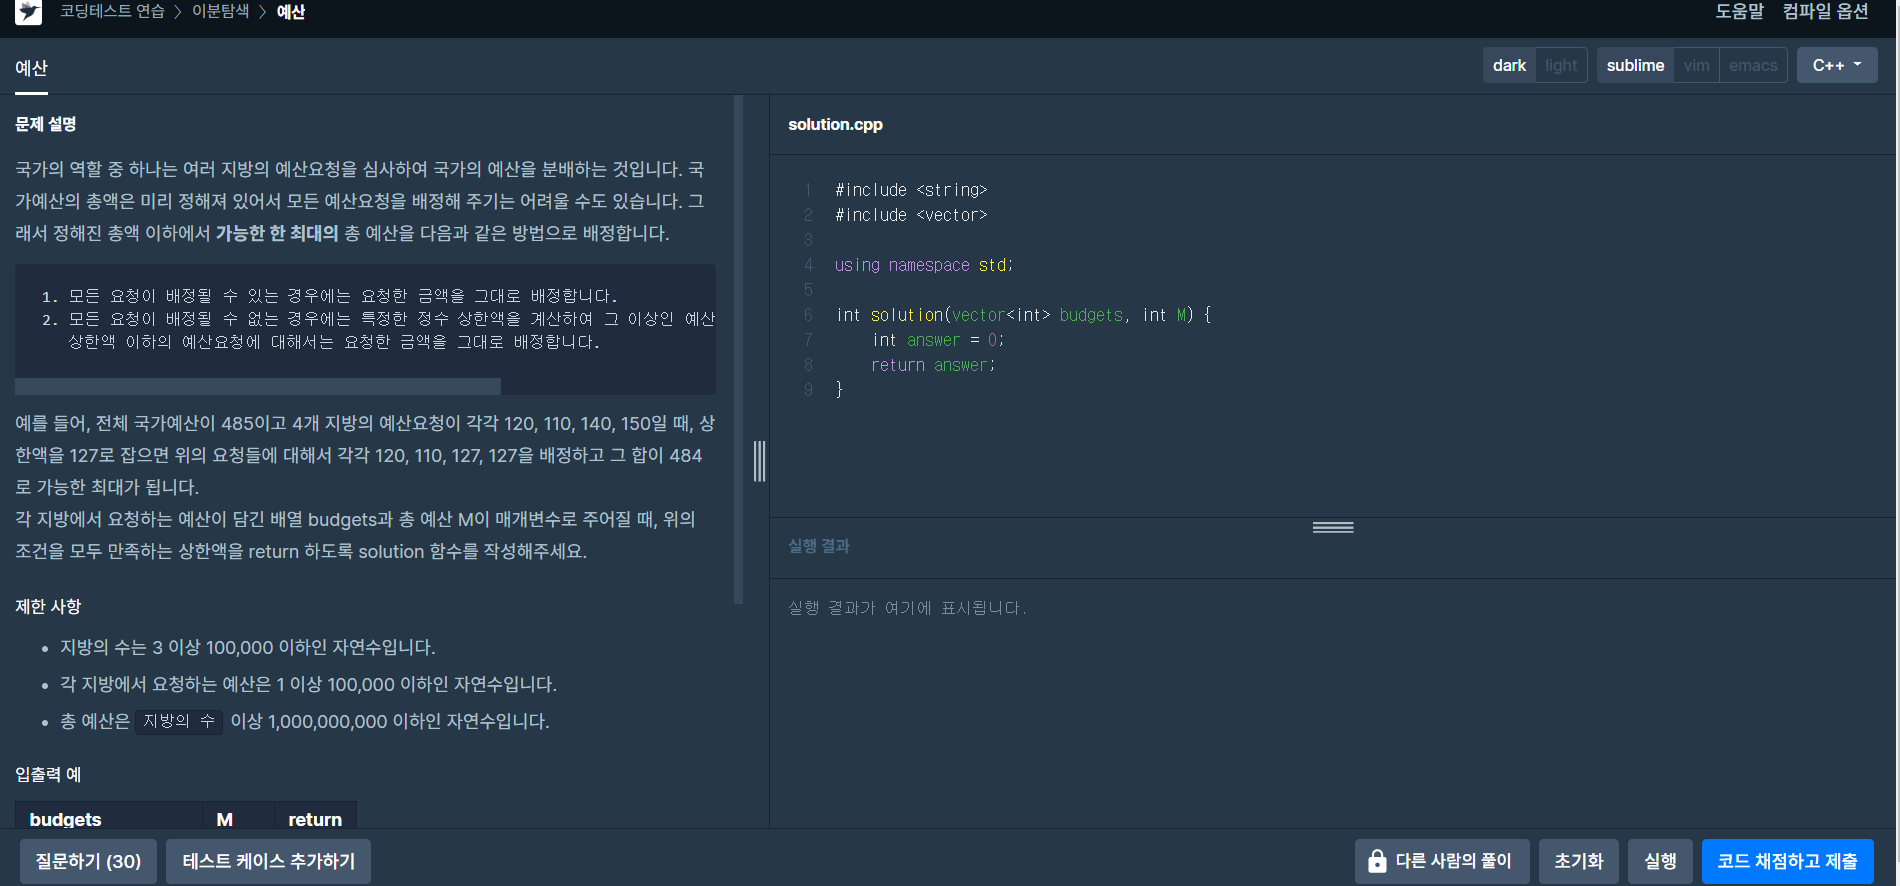 코딩테스트 연습 > 이분탐색 > 예산
도움말 컴파일 옵션
예산
dark light sublime vim emacs C++
문제 설명
국가의 역할 중 하나는 여러 지방의 예산요청을 심사하여 국가의 예산을 분배하는 것입니다. 국
가예산의 총액은 미리 정해져 있어서 모든 예산요청을 배정해 주기는 어려울 수도 있습니다. 그
래서 정해진 총액 이하에서 가능한 한 최대의 총 예산을 다음과 같은 방법으로 배정합니다.
1. 모든 요청이 배정될 수 있는 경우에는 요청한 금액을 그대로 배정합니다.
2. 모든 요청이 배정될 수 없는 경우에는 특정한 정수 상한액을 계산하여 그 이상인 예산
상한액 이하의 예산요청에 대해서는 요청한 금액을 그대로 배정합니다.
예를 들어, 전체 국가예산이 485이고 4개 지방의 예산요청이 각각 120, 110, 140, 150일 때, 상
한액을 127로 잡으면 위의 요청들에 대해서 각각 120, 110, 127, 127을 배정하고 그 합이 484
로 가능한 최대가 됩니다.
각 지방에서 요청하는 예산이 담긴 배열 budgets과 총 예산 M이 매개변수로 주어질 때, 위의
조건을 모두 만족하는 상한액을 return 하도록 solution 함수를 작성해주세요.
제한 사항
• 지방의 수는 3 이상 100,000 이하인 자연수입니다.
• 각 지방에서 요청하는 예산은 1 이상 100,000 이하인 자연수입니다.
• 총 예산은 지방의 수 이상 1,000,000,000 이하인 자연수입니다.
입출력 예
budgets M return
solution.cpp
1 #include <string>
2 #include <vector>
3
4 using namespace std;
5
6 int solution(vector<int> budgets, int M) {
7 int answer = 0;
8 return answer;
9 }
실행 결과
실행 결과가 여기에 표시됩니다.
질문하기 (30) 테스트 케이스 추가하기 다른 사람의 풀이 초기화 실행 코드 채점하고 제출